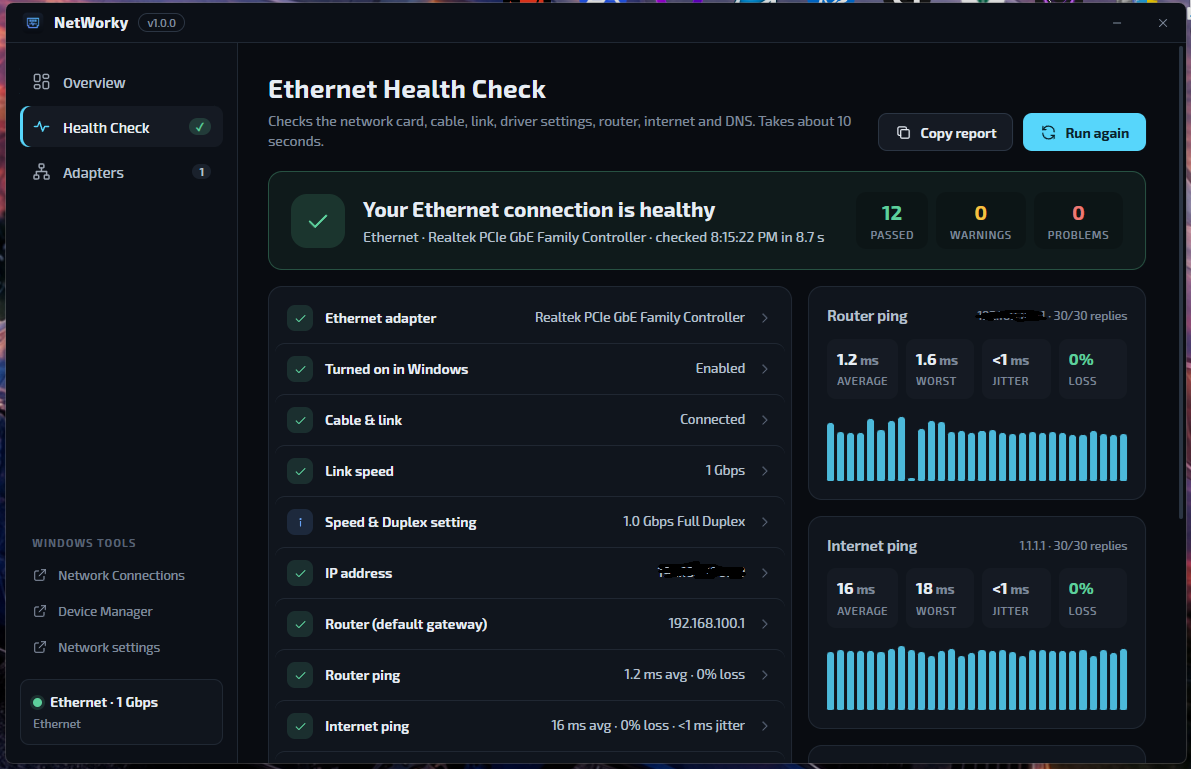 NetWorky v1.0.0
Overview
Health Check
Adapters 1
WINDOWS TOOLS
Network Connections
Device Manager
Network settings
Ethernet · 1 Gbps
Ethernet
Ethernet Health Check
Checks the network card, cable, link, driver settings, router, internet and DNS. Takes about 10
seconds.
Copy report
Run again
Your Ethernet connection is healthy
Ethernet · Realtek PCIe GbE Family Controller · checked 8:15:22 PM in 8.7 s
12 0 0
PASSED WARNINGS PROBLEMS
Ethernet adapter Realtek PCIe GbE Family Controller
Turned on in Windows Enabled
Cable & link Connected
Link speed 1 Gbps
Speed & Duplex setting 1.0 Gbps Full Duplex
IP address
Router (default gateway) 192.168.100.1
Router ping 1.2 ms avg · 0% loss
Internet ping 16 ms avg · 0% loss · <1 ms jitter
Router ping · 30/30 replies
1.2 ms 1.6 ms <1 ms 0%
AVERAGE WORST JITTER LOSS
Internet ping 1.1.1.1 · 30/30 replies
16 ms 18 ms <1 ms 0%
AVERAGE WORST JITTER LOSS